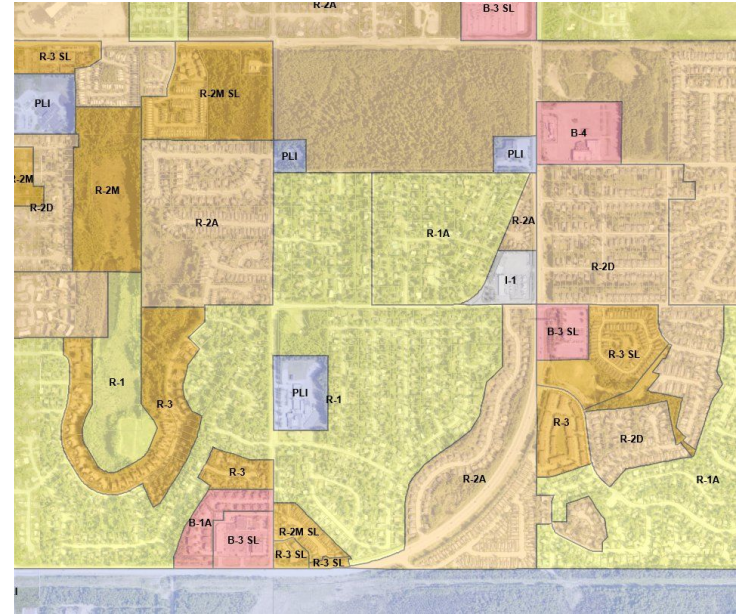 R-2A
B-3 SL
R-3 SL
R-2M SL
PLI
B-4
PLI
PLI
R-2M
R-2M
R-2D
R-2A
R-1A
R-2A
R-2D
I-1
B-3 SL
R-3 SL
R-1
R-3
PLI
R-1
R-3
R-2D
R-3
R-2A
R-1A
B-1A
R-2M SL
B-3 SL
R-3 SL
R-3 SL